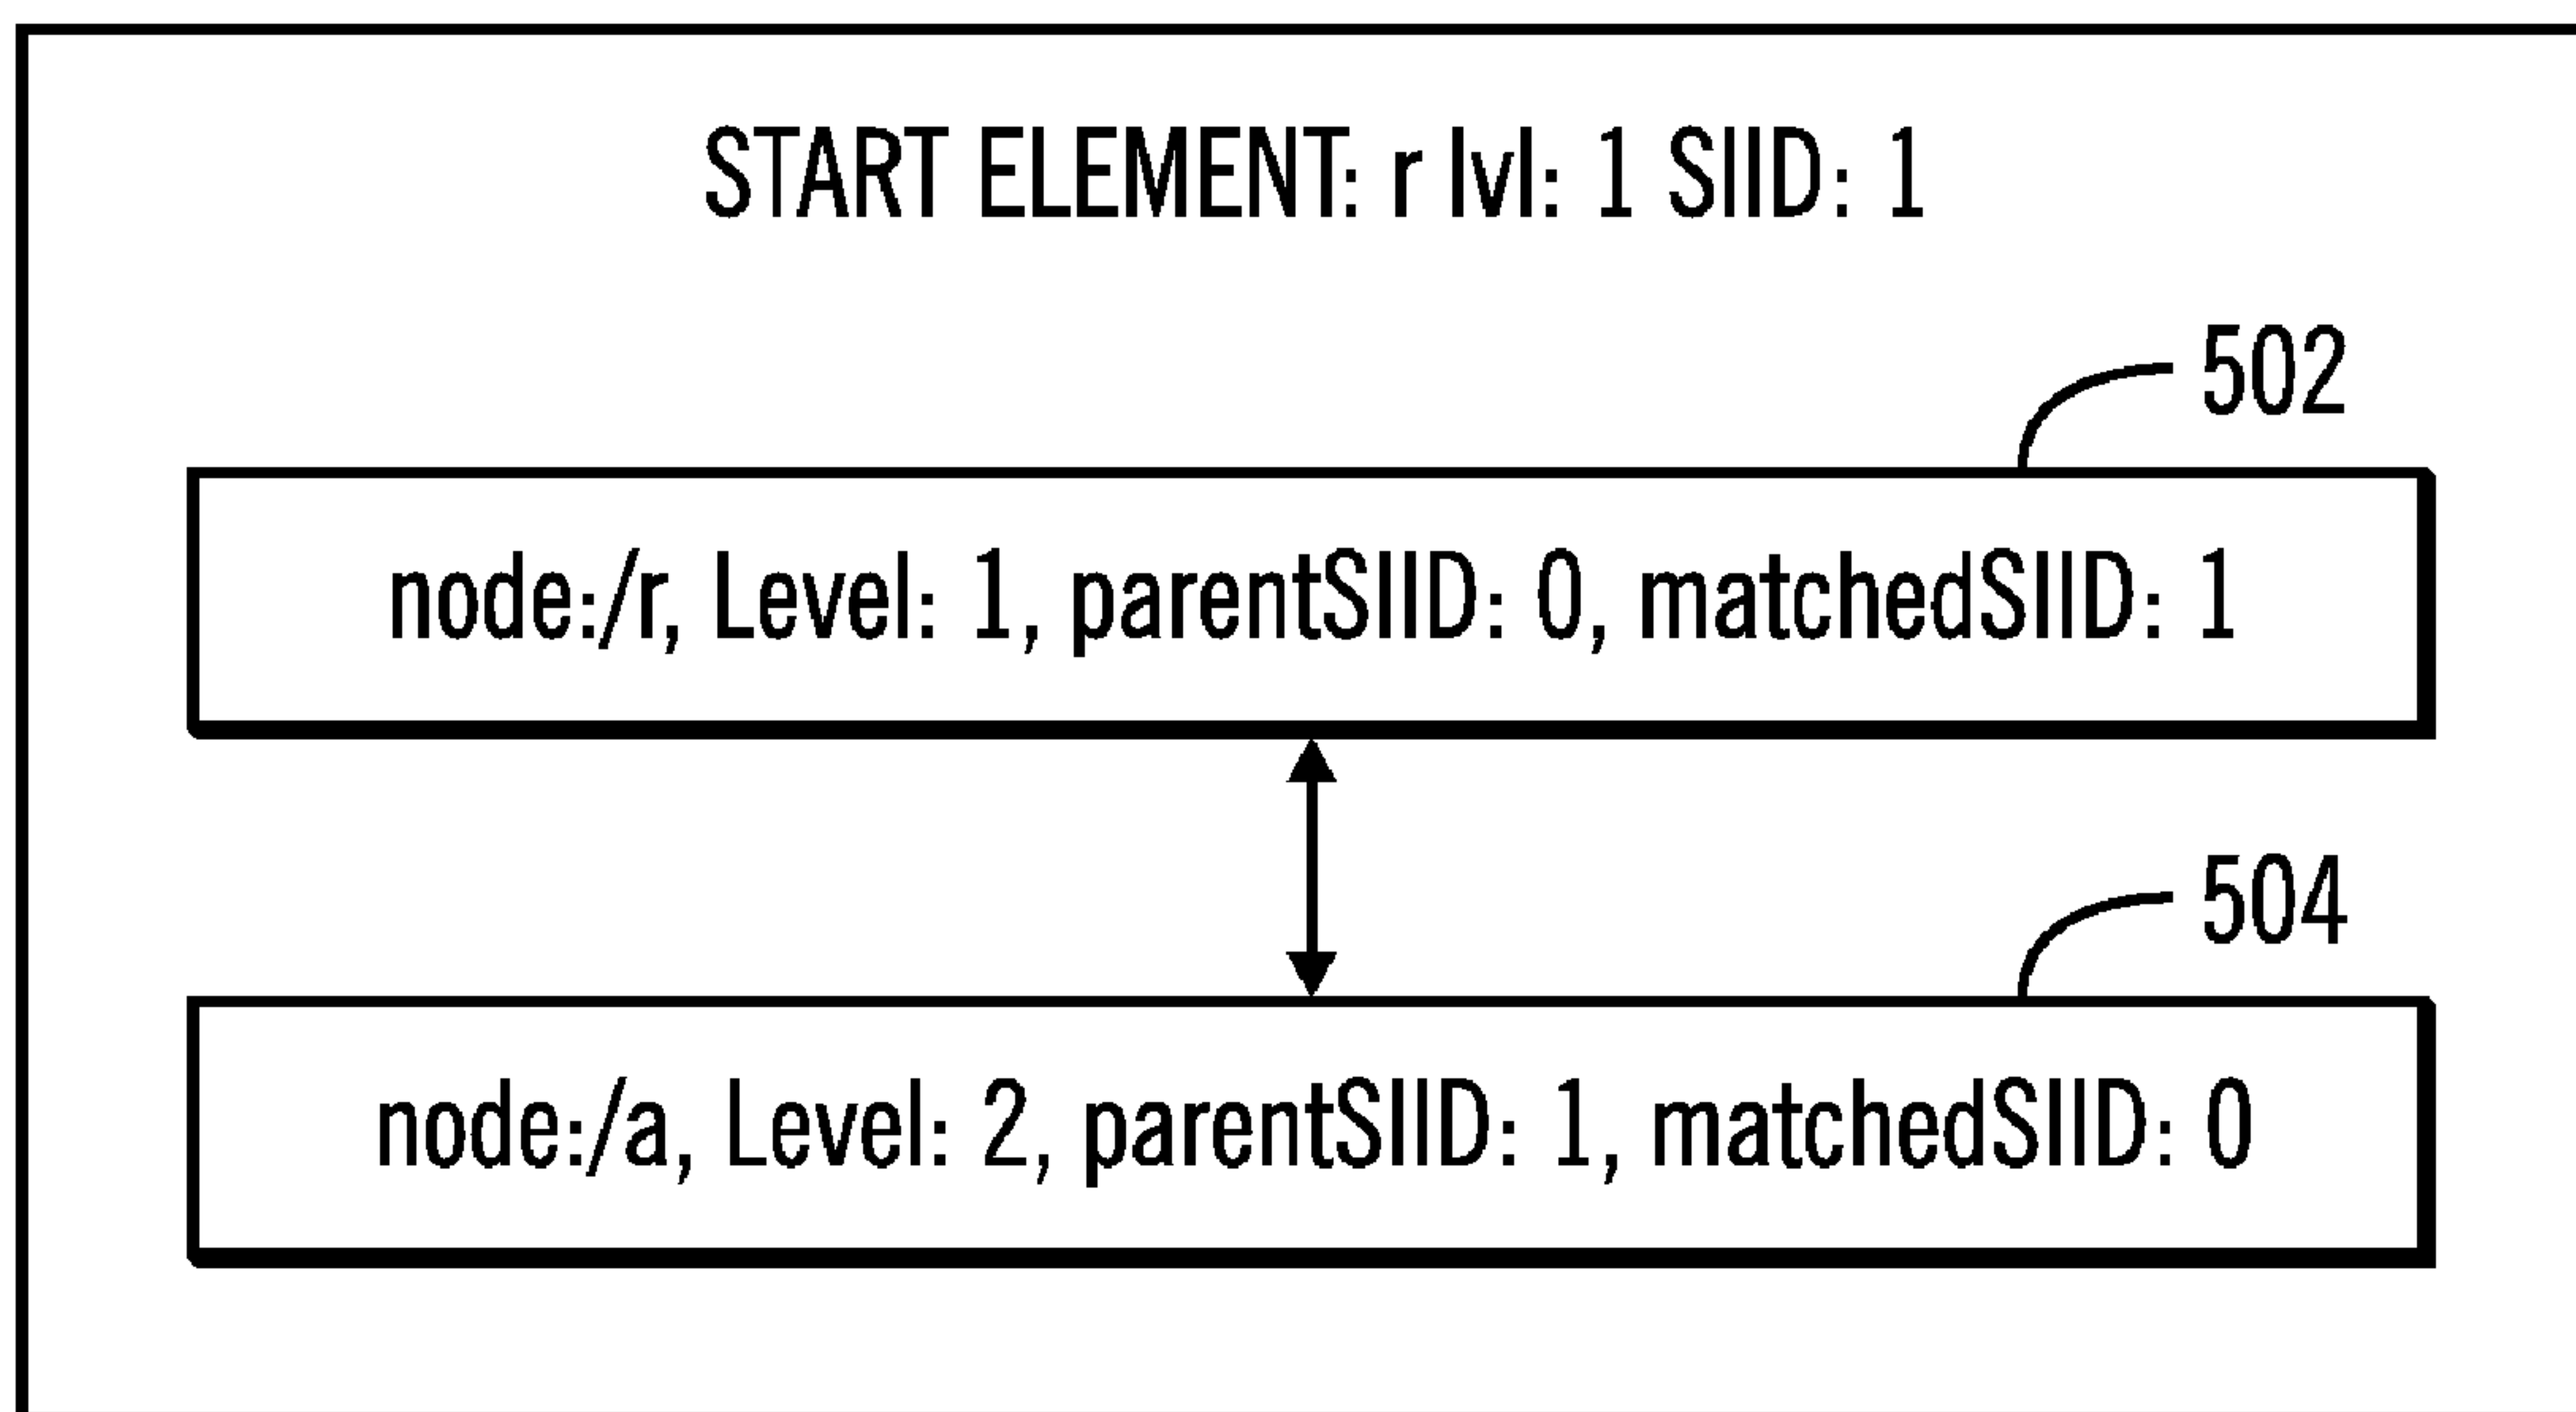 START ELEMENT: r lvl: 1 SIID: 1
502
node:/r, Level: 1, parentSIID: 0, matchedSIID: 1
504
node:/a, Level: 2, parentSIID: 1, matchedSIID: 0